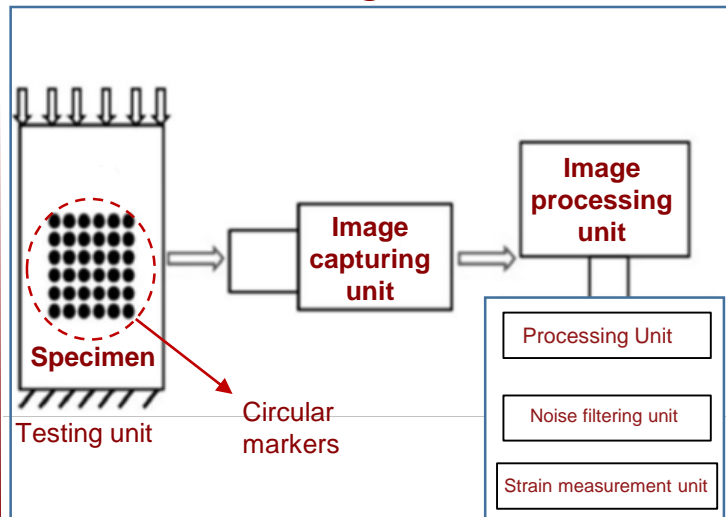 Specimen
Testing unit
Circular
markers
Image
capturing
unit
Image
processing
unit
Processing Unit
Noise filtering unit
Strain measurement unit